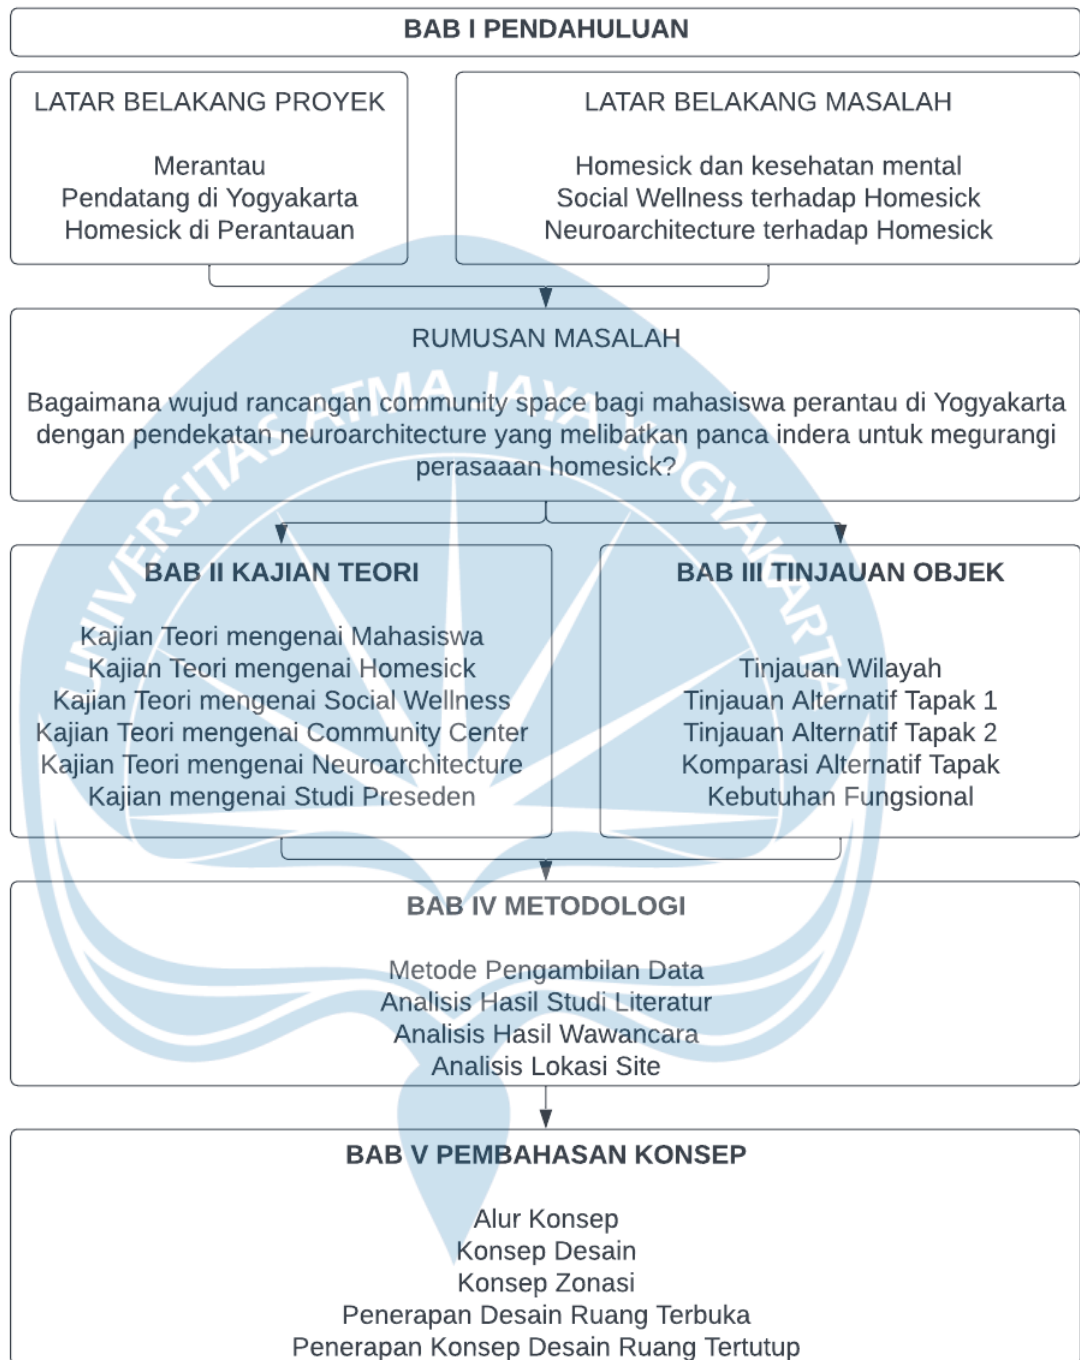 BAB I PENDAHULUAN
LATAR BELAKANG PROYEK
Merantau
Pendatang di Yogyakarta
Homesick di Perantauan
LATAR BELAKANG MASALAH
Homesick dan kesehatan mental
Social Wellness terhadap Homesick
Neuroarchitecture terhadap Homesick
RUMUSAN MASALAH
Bagaimana wujud rancangan community space bagi mahasiswa perantau di Yogyakarta
dengan pendekatan neuroarchitecture yang melibatkan panca indera untuk megurangi
perasaaan homesick?
BAB II KAJIAN TEORI
Kajian Teori mengenai Mahasiswa
Kajian Teori mengenai Homesick
Kajian Teori mengenai Social Wellness
Kajian Teori mengenai Community Center
Kajian Teori mengenai Neuroarchitecture
Kajian mengenai Studi Preseden
BAB III TINJAUAN OBJEK
Tinjauan Wilayah
Tinjauan Alternatif Tapak 1
Tinjauan Alternatif Tapak 2
Komparasi Alternatif Tapak
Kebutuhan Fungsional
BAB IV METODOLOGI
Metode Pengambilan Data
Analisis Hasil Studi Literatur
Analisis Hasil Wawancara
Analisis Lokasi Site
BAB V PEMBAHASAN KONSEP
Alur Konsep
Konsep Desain
Konsep Zonasi
Penerapan Desain Ruang Terbuka
Penerapan Konsep Desain Ruang Tertutup
UNIVERSITAS ATMA JAYA YOGYAKARTA